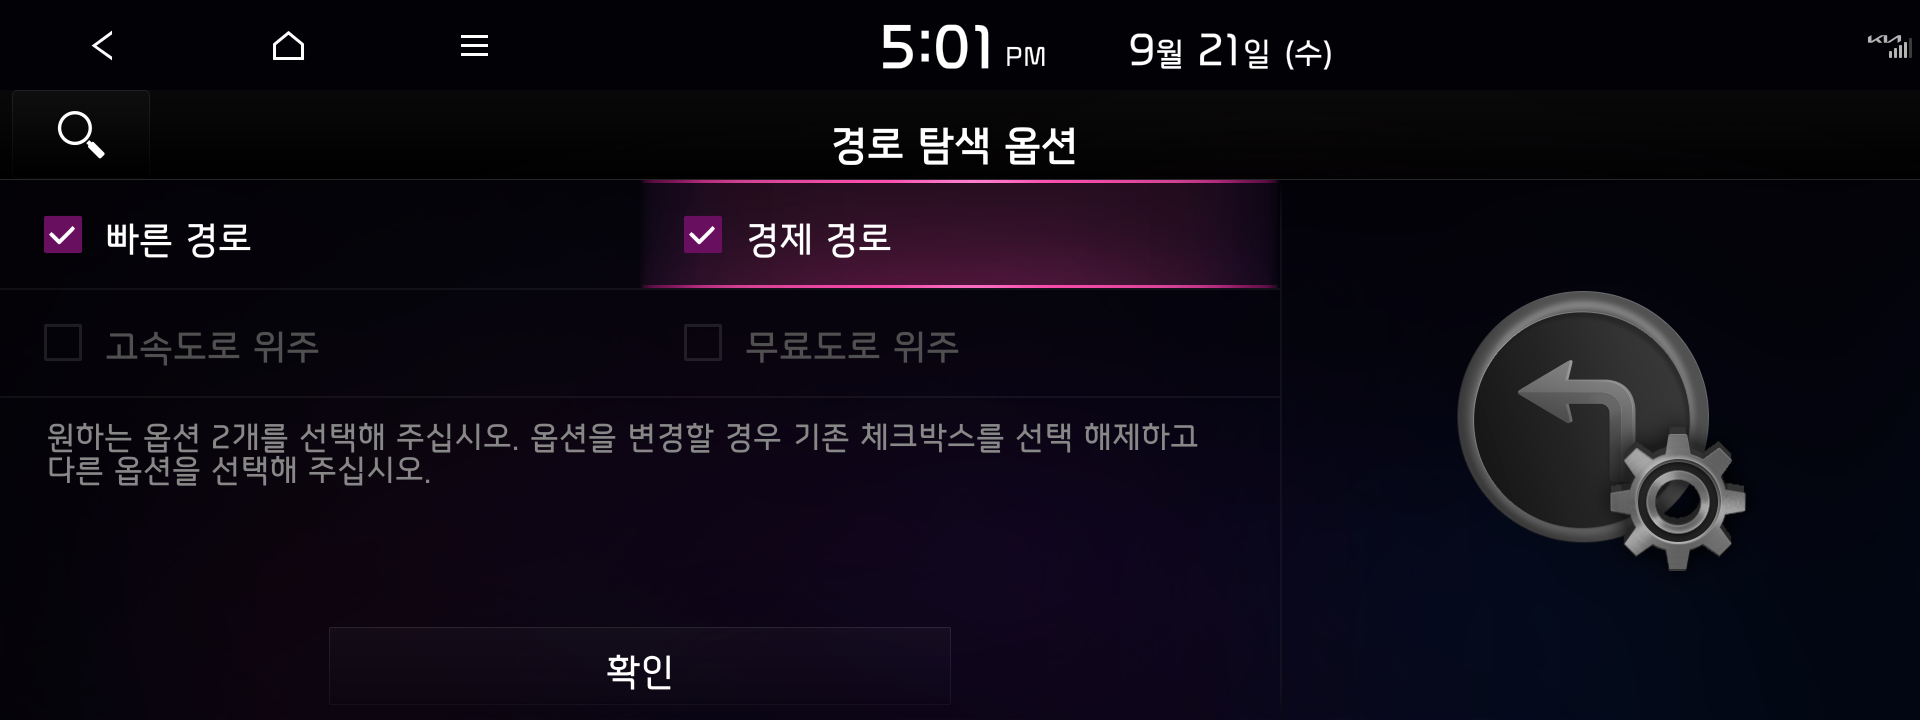 5:01 PM 9월 21일 (수)
KIA
경로 탐색 옵션
빠른 경로
경제 경로
고속도로 위주
무료도로 위주
원하는 옵션 2개를 선택해 주십시오. 옵션을 변경할 경우 기존 체크박스를 선택 해제하고
다른 옵션을 선택해 주십시오.
확인